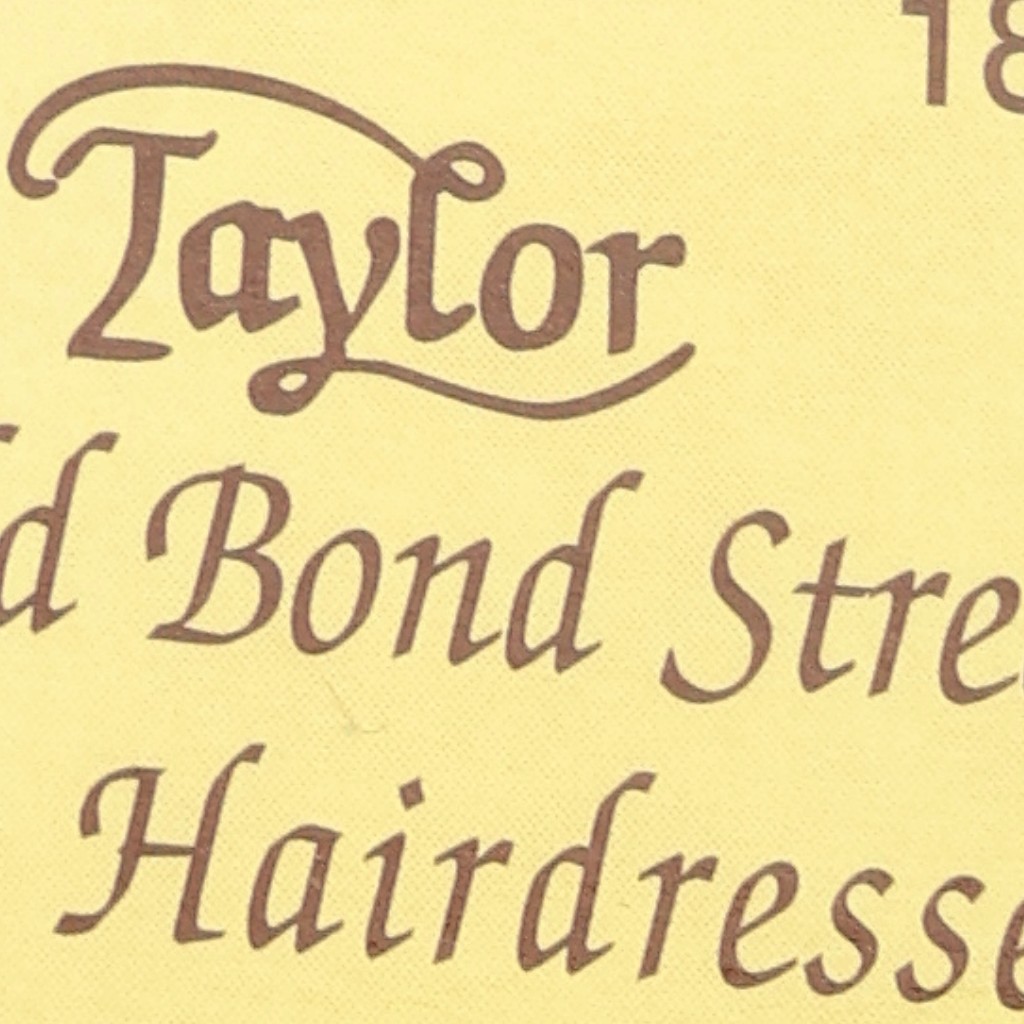 18
Taylor
d Bond Stre
Hairdresse